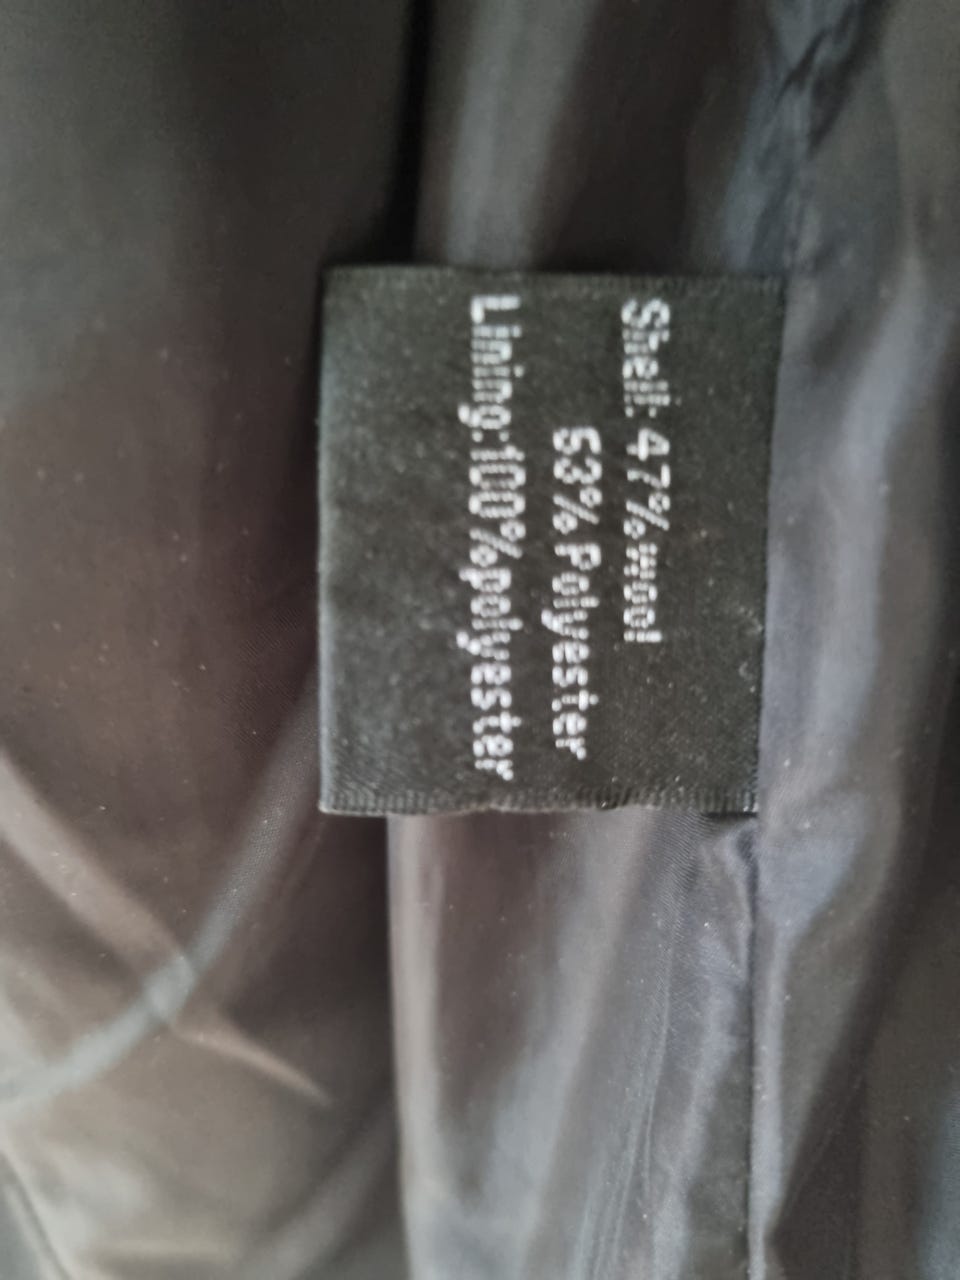 Shell: 47% wool
53% Polyester
Lining:100%polyester